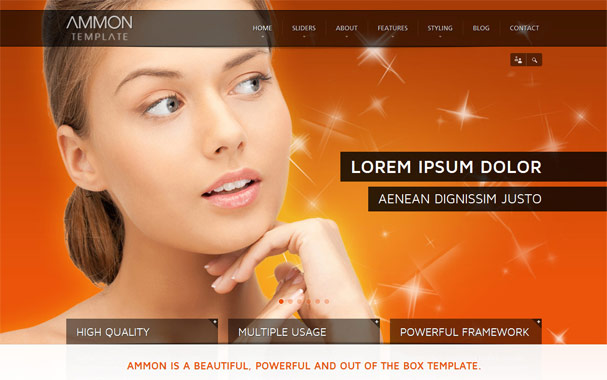 AMMON
TEMPLATE
HOME SLIDERS ABOUT FEATURES STYLING BLOG CONTACT
LOREM IPSUM DOLOR
AENEAN DIGNISSIM JUSTO
HIGH QUALITY
MULTIPLE USAGE
POWERFUL FRAMEWORK
AMMON IS A BEAUTIFUL, POWERFUL AND OUT OF THE BOX TEMPLATE.